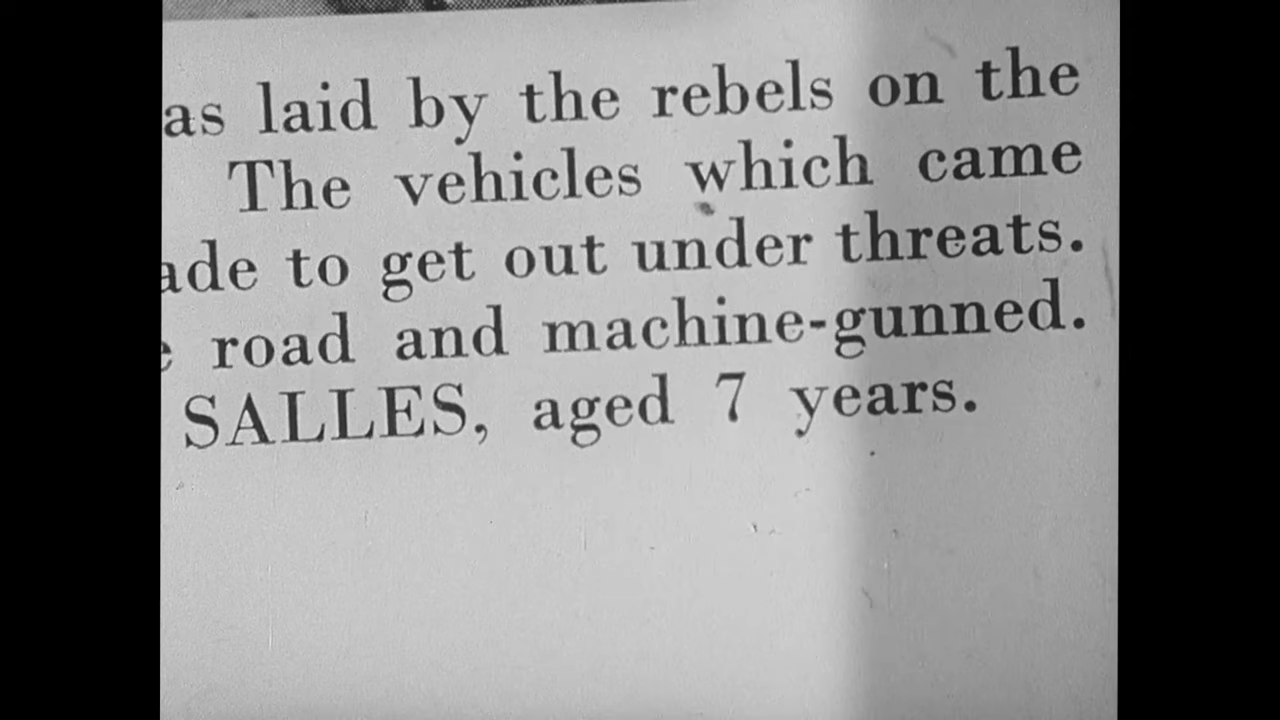 as laid by the rebels on the
The vehicles which came
ade to get out under threats.
road and machine-gunned.
SALLES, aged 7 years.